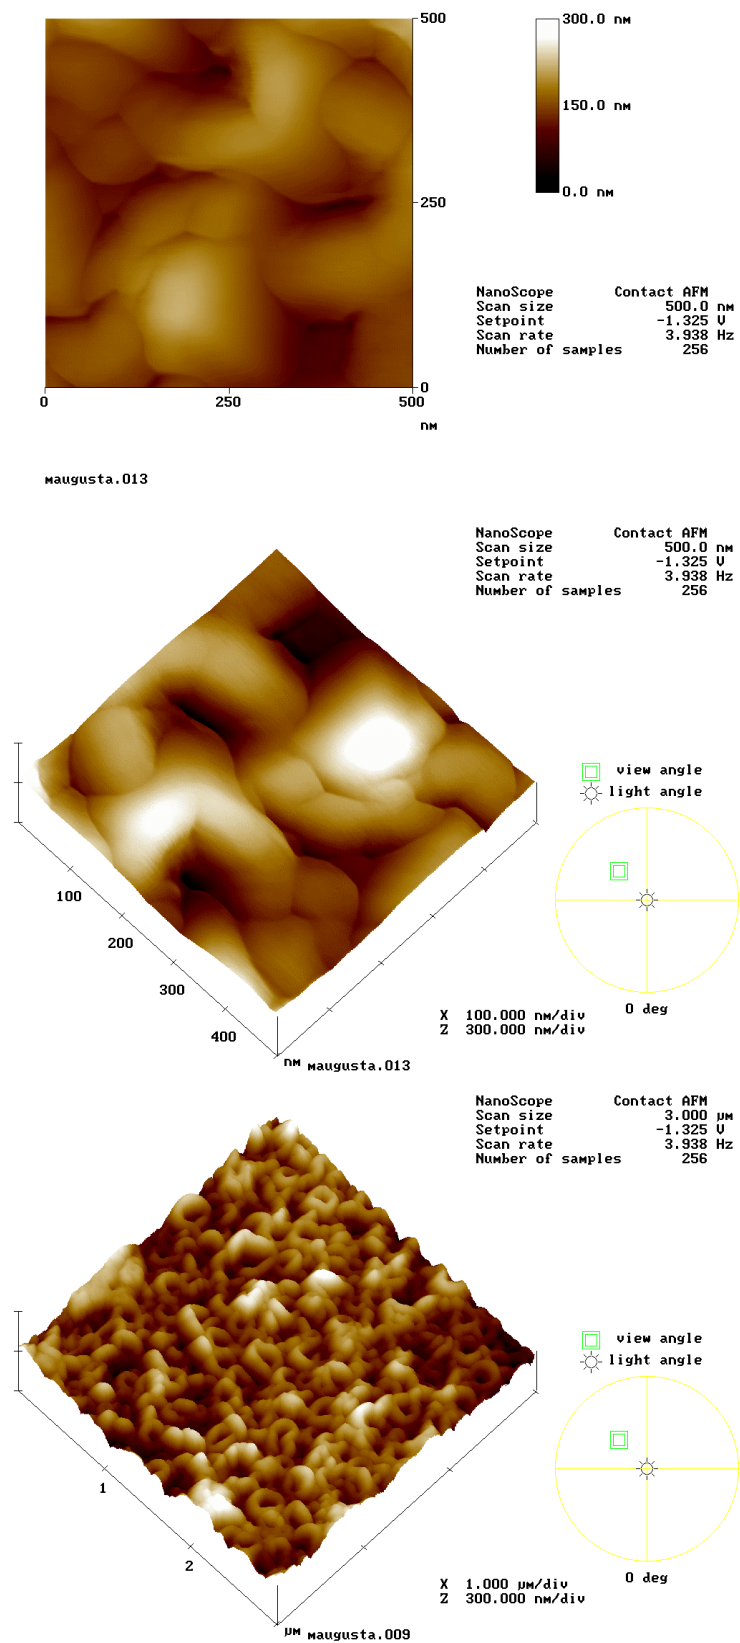 500
300.0 nm
150.0 nm
250
0.0 nm
NanoScope Contact AFM
Scan size 500.0 nm
Setpoint -1.325 V
Scan rate 3.938 Hz
Number of samples 256
0
0 250 500
nm
maugusta.013
NanoScope Contact AFM
Scan size 500.0 nm
Setpoint -1.325 V
Scan rate 3.938 Hz
Number of samples 256
view angle
light angle
100
200
300
400
0 deg
X 100.000 nm/div
Z 300.000 nm/div
nm maugusta.013
NanoScope Contact AFM
Scan size 3.000 µm
Setpoint -1.325 V
Scan rate 3.938 Hz
Number of samples 256
view angle
light angle
1
2
0 deg
X 1.000 µm/div
Z 300.000 nm/div
µm maugusta.009